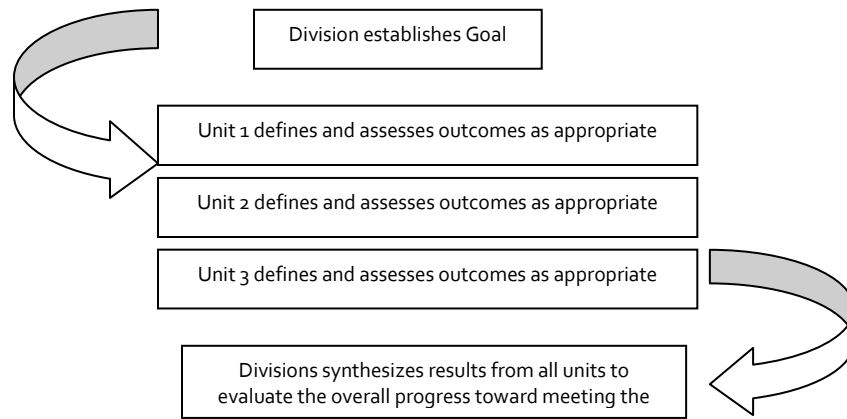 Division establishes Goal
Unit 1 defines and assesses outcomes as appropriate
Unit 2 defines and assesses outcomes as appropriate
Unit 3 defines and assesses outcomes as appropriate
Divisions synthesizes results from all units to
evaluate the overall progress toward meeting the